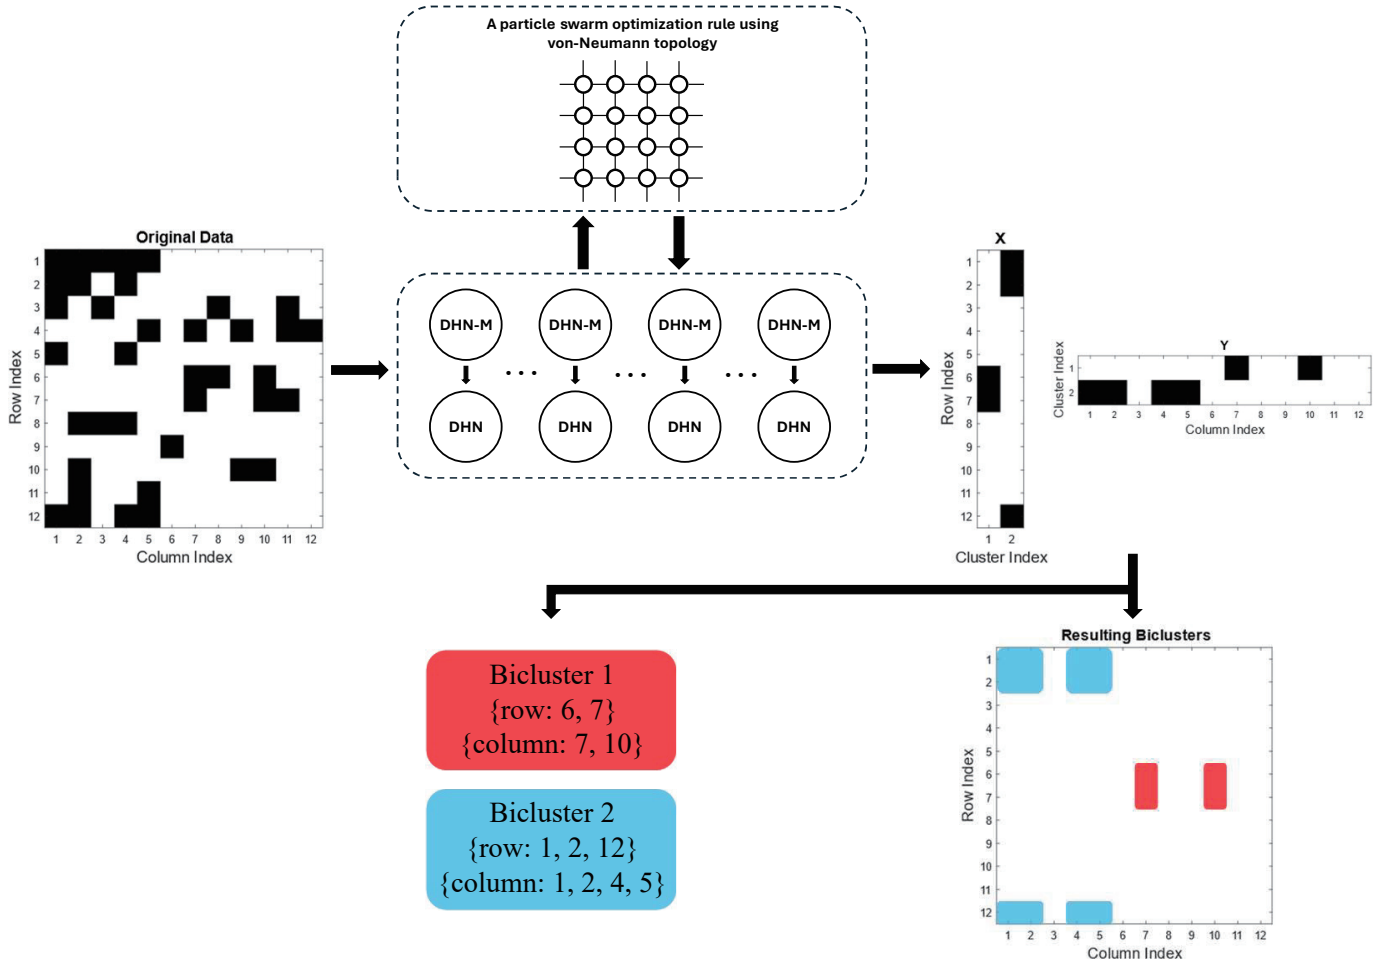 A particle swarm optimization rule using
von-Neumann topology
Original Data
1
2
3
4
5
6
7
8
9
10
11
12
Row Index
1 2 3 4 5 6 7 8 9 10 11 12
Column Index
DHN-M DHN-M DHN-M DHN-M
... ... ...
DHN DHN DHN DHN
X
1
2
3
4
5
6
7
8
9
10
11
12
Row Index
1 2
Cluster Index
Y
1
2
Cluster Index
1 2 3 4 5 6 7 8 9 10 11 12
Column Index
Bicluster 1
{row: 6, 7}
{column: 7, 10}
Bicluster 2
{row: 1, 2, 12}
{column: 1, 2, 4, 5}
Resulting Biclusters
1
2
3
4
5
6
7
8
9
10
11
12
Row Index
1 2 3 4 5 6 7 8 9 10 11 12
Column Index